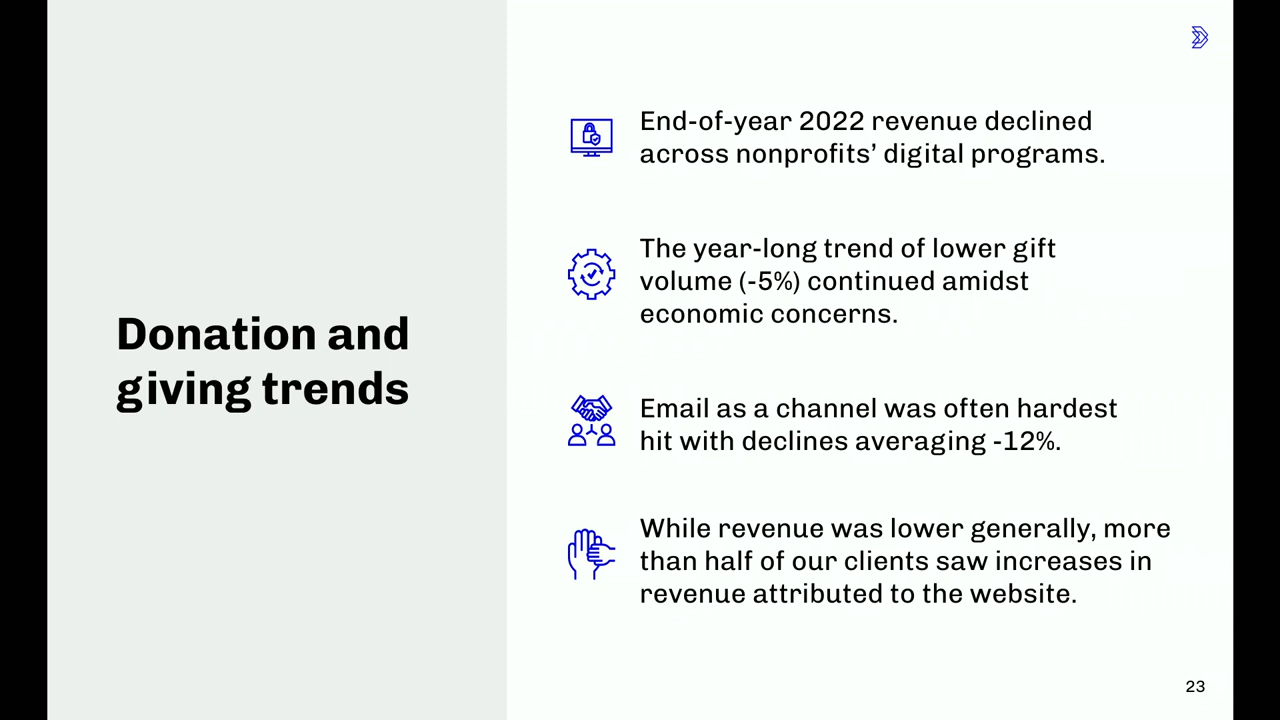 Donation and
giving trends
End-of-year 2022 revenue declined
across nonprofits’ digital programs.
The year-long trend of lower gift
volume (-5%) continued amidst
economic concerns.
Email as a channel was often hardest
hit with declines averaging -12%.
While revenue was lower generally, more
than half of our clients saw increases in
revenue attributed to the website.
23